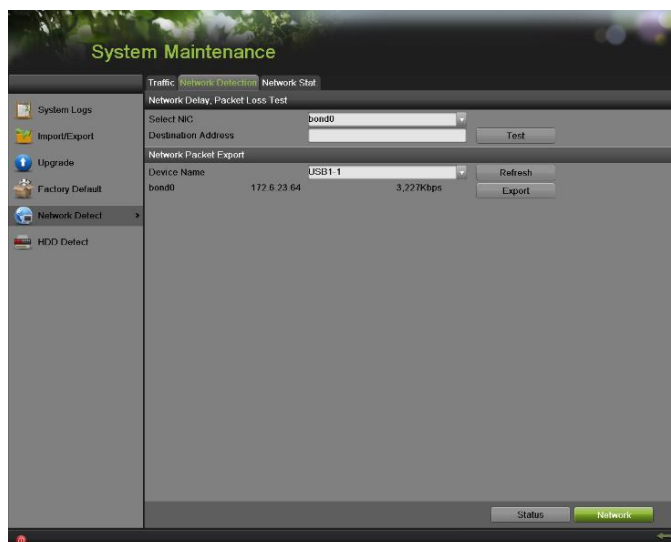 System Maintenance
Traffic Network Detection Network Stat
System Logs
Import/Export
Upgrade
Factory Default
Network Detect >
HDD Detect
Network Delay, Packet Loss Test
Select NIC bond0
Destination Address Test
Network Packet Export
Device Name USB1-1 Refresh
bond0 172.6.23.64 3,227Kbps Export
Status Network